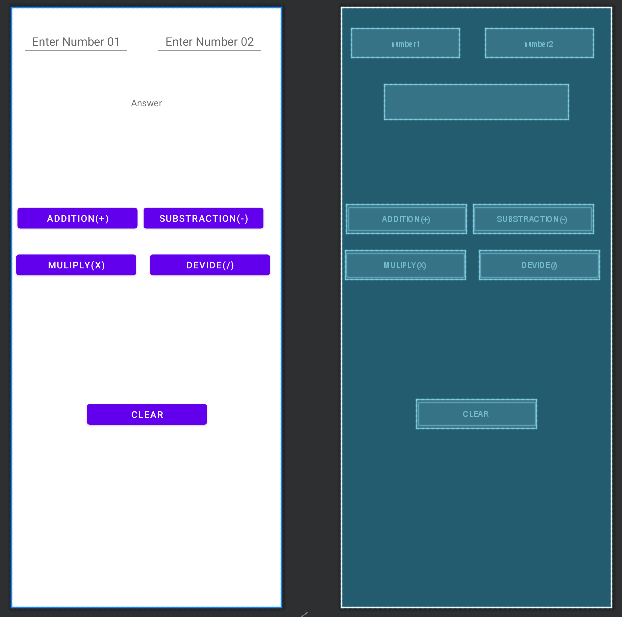 Enter Number 01 Enter Number 02
Answer
ADDITION(+) SUBSTRACTION(-)
MULIPLY(X) DEVIDE(/)
CLEAR
number1 number2
ADDITION(+) SUBSTRACTION(-)
MULIPLY(X) DEVIDE(/)
CLEAR